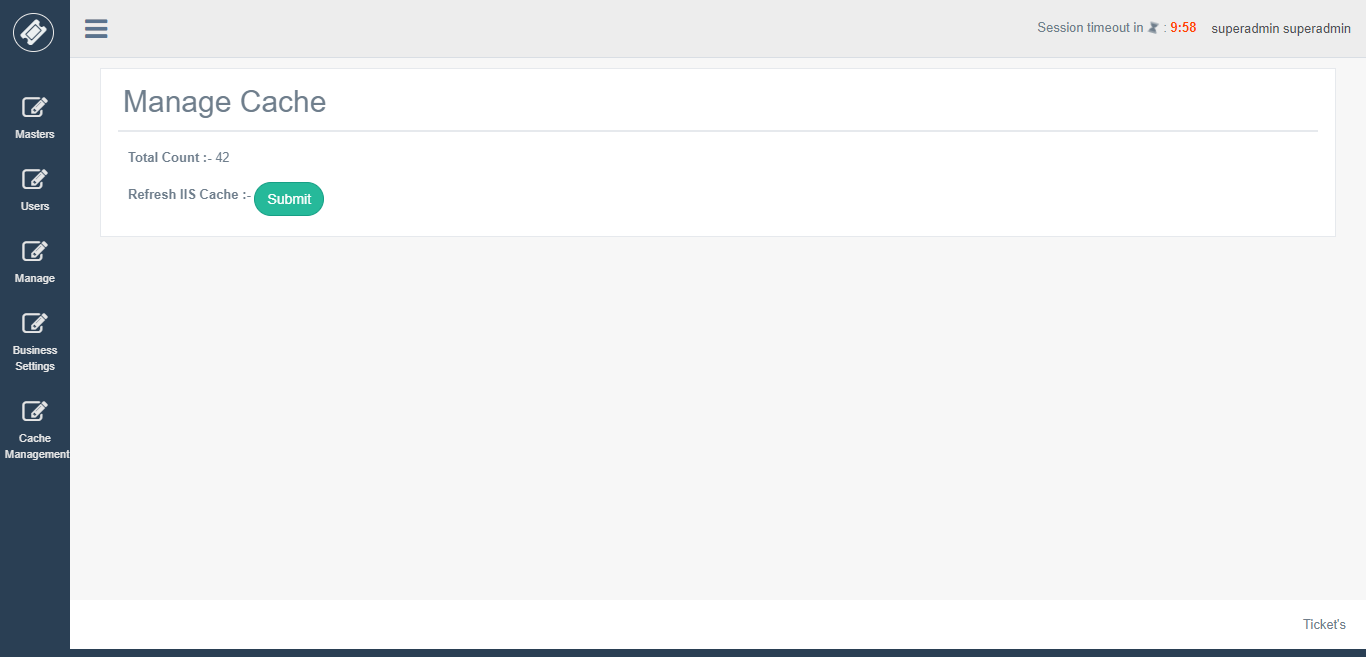 Session timeout in : 9:58 superadmin superadmin
Masters
Users
Manage
Business
Settings
Cache
Management
Manage Cache
Total Count :- 42
Refresh IIS Cache :- Submit
Ticket's